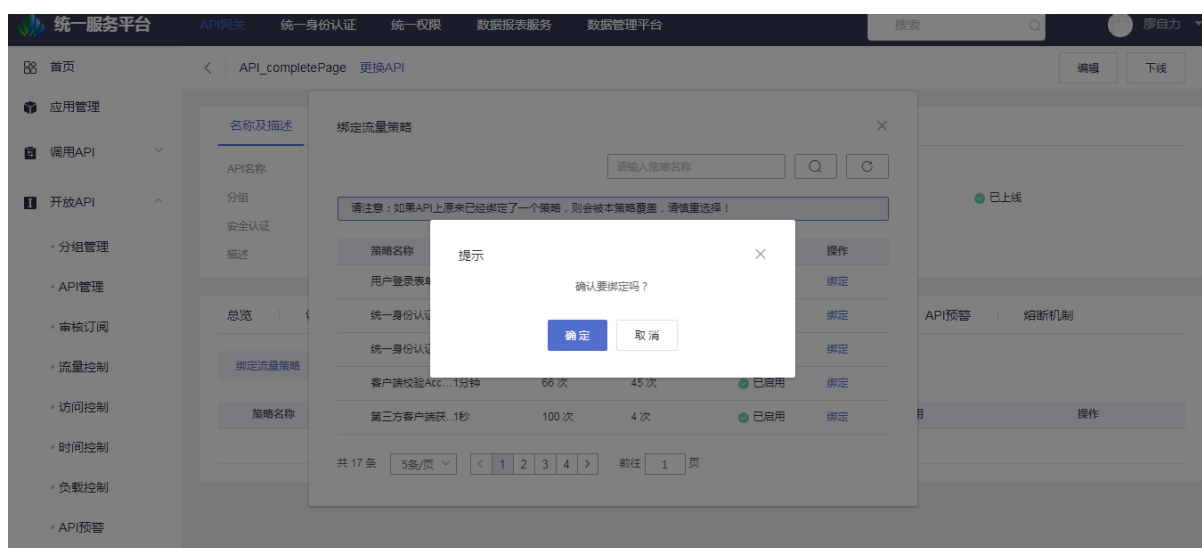 统一服务平台 API网关 统一身份认证 统一权限 数据报表服务 数据管理平台 搜索 廖自力
首页 API_completePage 更换API 编辑 下线
应用管理
名称及描述 绑定流量策略
调用API
API名称 请输入策略名称
开放API 分组 请注意：如果API上原来已经绑定了一个策略，则会被本策略覆盖，请慎重选择！ 已上线
安全认证
分组管理 描述 策略名称 提示 操作
API管理 用户登录表单 确认要绑定吗？ 绑定
总览 统一身份认证 绑定 API预警 熔断机制
审核订阅 确定 取消
统一身份认证 绑定
流量控制 绑定流量策略
客户端校验Acc...1分钟 66 次 45 次 已启用 绑定
访问控制 策略名称 第三方客户端获...1秒 100 次 4 次 已启用 绑定 操作
时间控制
共 17 条 5条/页 < 1 2 3 4 > 前往 1 页
负载控制
API预警